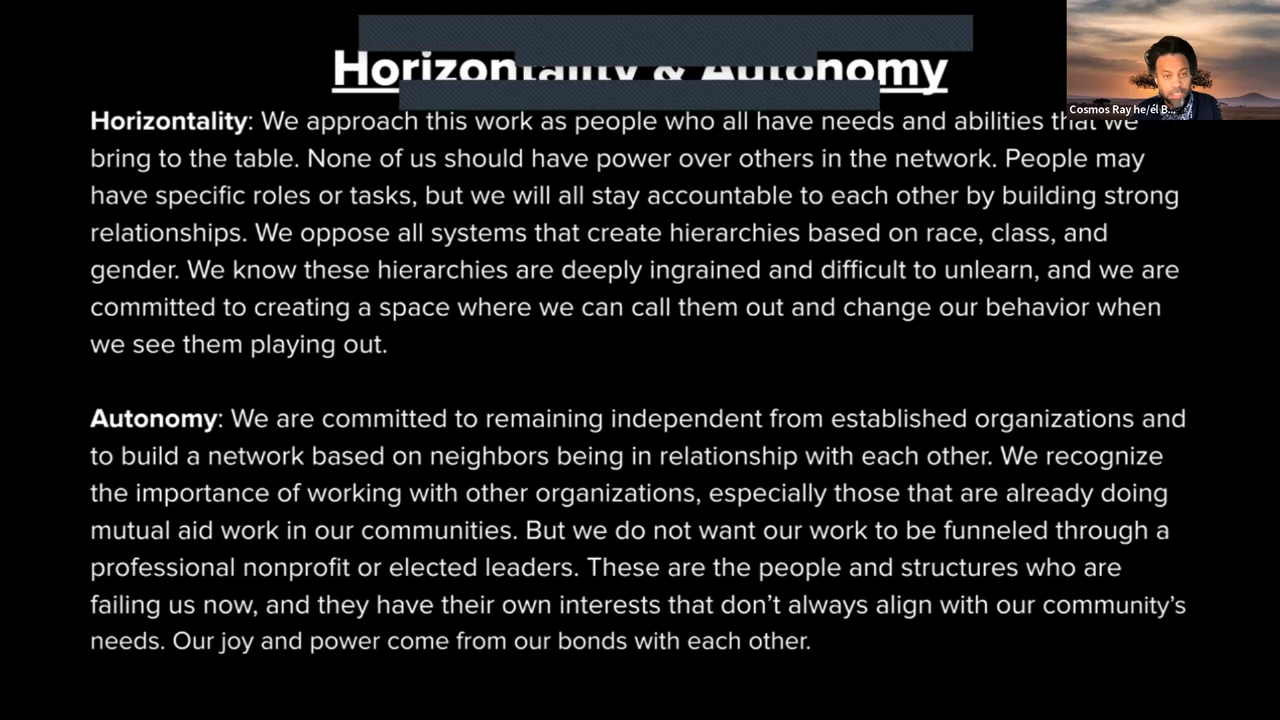 Horizontality & Autonomy
Cosmos Ray he/él B...
Horizontality: We approach this work as people who all have needs and abilities that we
bring to the table. None of us should have power over others in the network. People may
have specific roles or tasks, but we will all stay accountable to each other by building strong
relationships. We oppose all systems that create hierarchies based on race, class, and
gender. We know these hierarchies are deeply ingrained and difficult to unlearn, and we are
committed to creating a space where we can call them out and change our behavior when
we see them playing out.
Autonomy: We are committed to remaining independent from established organizations and
to build a network based on neighbors being in relationship with each other. We recognize
the importance of working with other organizations, especially those that are already doing
mutual aid work in our communities. But we do not want our work to be funneled through a
professional nonprofit or elected leaders. These are the people and structures who are
failing us now, and they have their own interests that don’t always align with our community’s
needs. Our joy and power come from our bonds with each other.